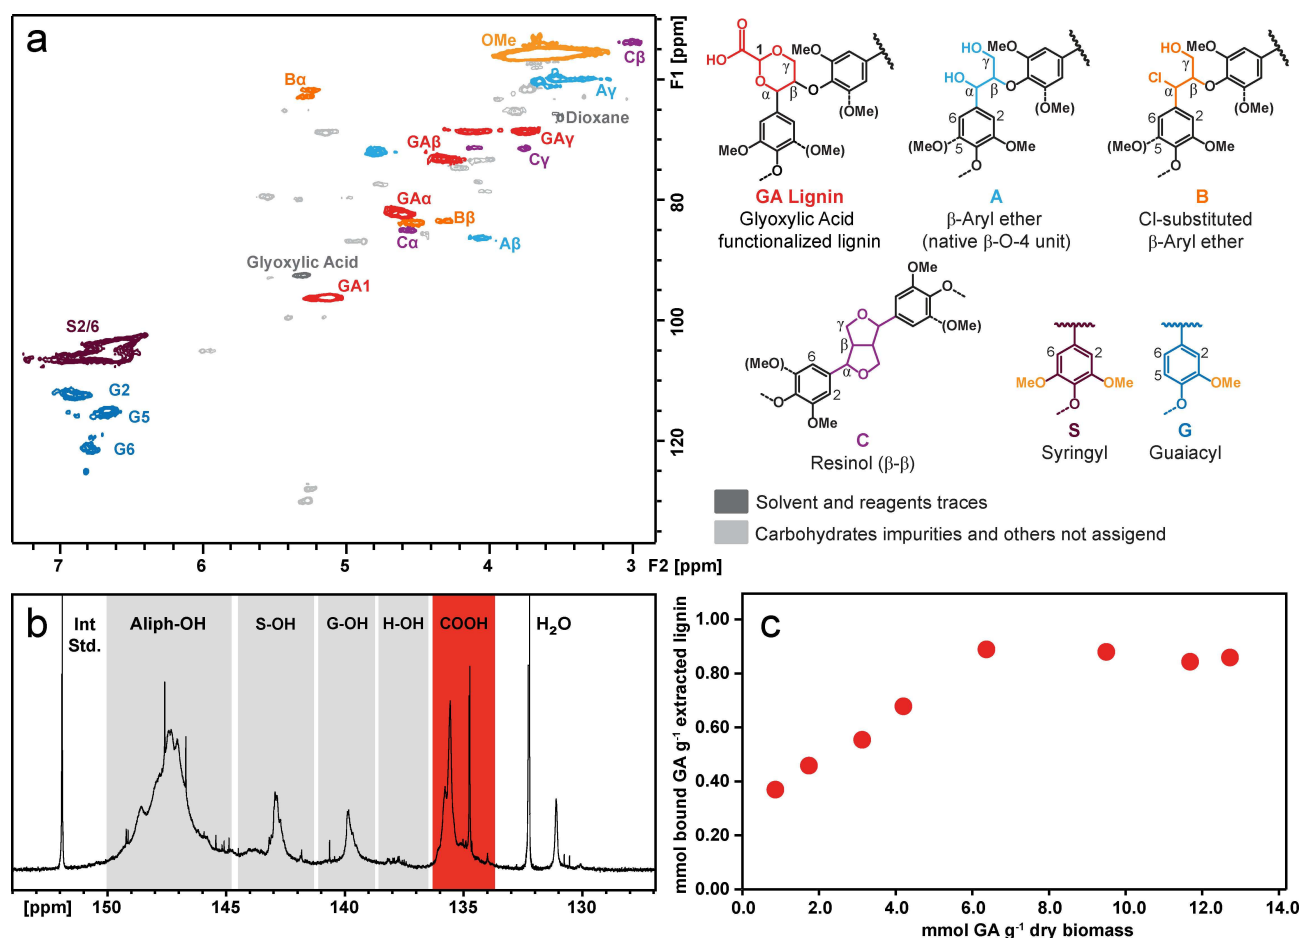 a
OMe
Cβ
Bα
Aγ
Dioxane
GAβ
GAγ
Cγ
GAα
Bβ
Cα
Aβ
Glyoxylic Acid
GA1
S2/6
G2
G5
G6
F1 [ppm]
80
100
120
7
6
5
4
3
F2 [ppm]
O
HO
1
O
O
γ
α
β
O
MeO
(OMe)
MeO
(OMe)
O
GA Lignin
Glyoxylic Acid
functionalized lignin
HO
HO
γ
α
β
O
MeO
(OMe)
6
2
(MeO)
5
OMe
O
A
β-Aryl ether
(native β-O-4 unit)
HO
Cl
γ
α
β
O
MeO
(OMe)
6
2
(MeO)
5
OMe
O
B
Cl-substituted
β-Aryl ether
OMe
O
(OMe)
O
γ
β
α
O
(MeO)
6
2
O
OMe
C
Resinol (β-β)
6
2
MeO
OMe
O
S
Syringyl
6
2
5
OMe
O
G
Guaiacyl
Solvent and reagents traces
Carbohydrates impurities and others not assigend
b
Int
Std.
Aliph-OH
S-OH
G-OH
H-OH
COOH
H2O
[ppm]
150
145
140
135
130
c
mmol bound GA g-1 extracted lignin
1.00
0.80
0.60
0.40
0.20
0.00
0.0
2.0
4.0
6.0
8.0
10.0
12.0
14.0
mmol GA g-1 dry biomass